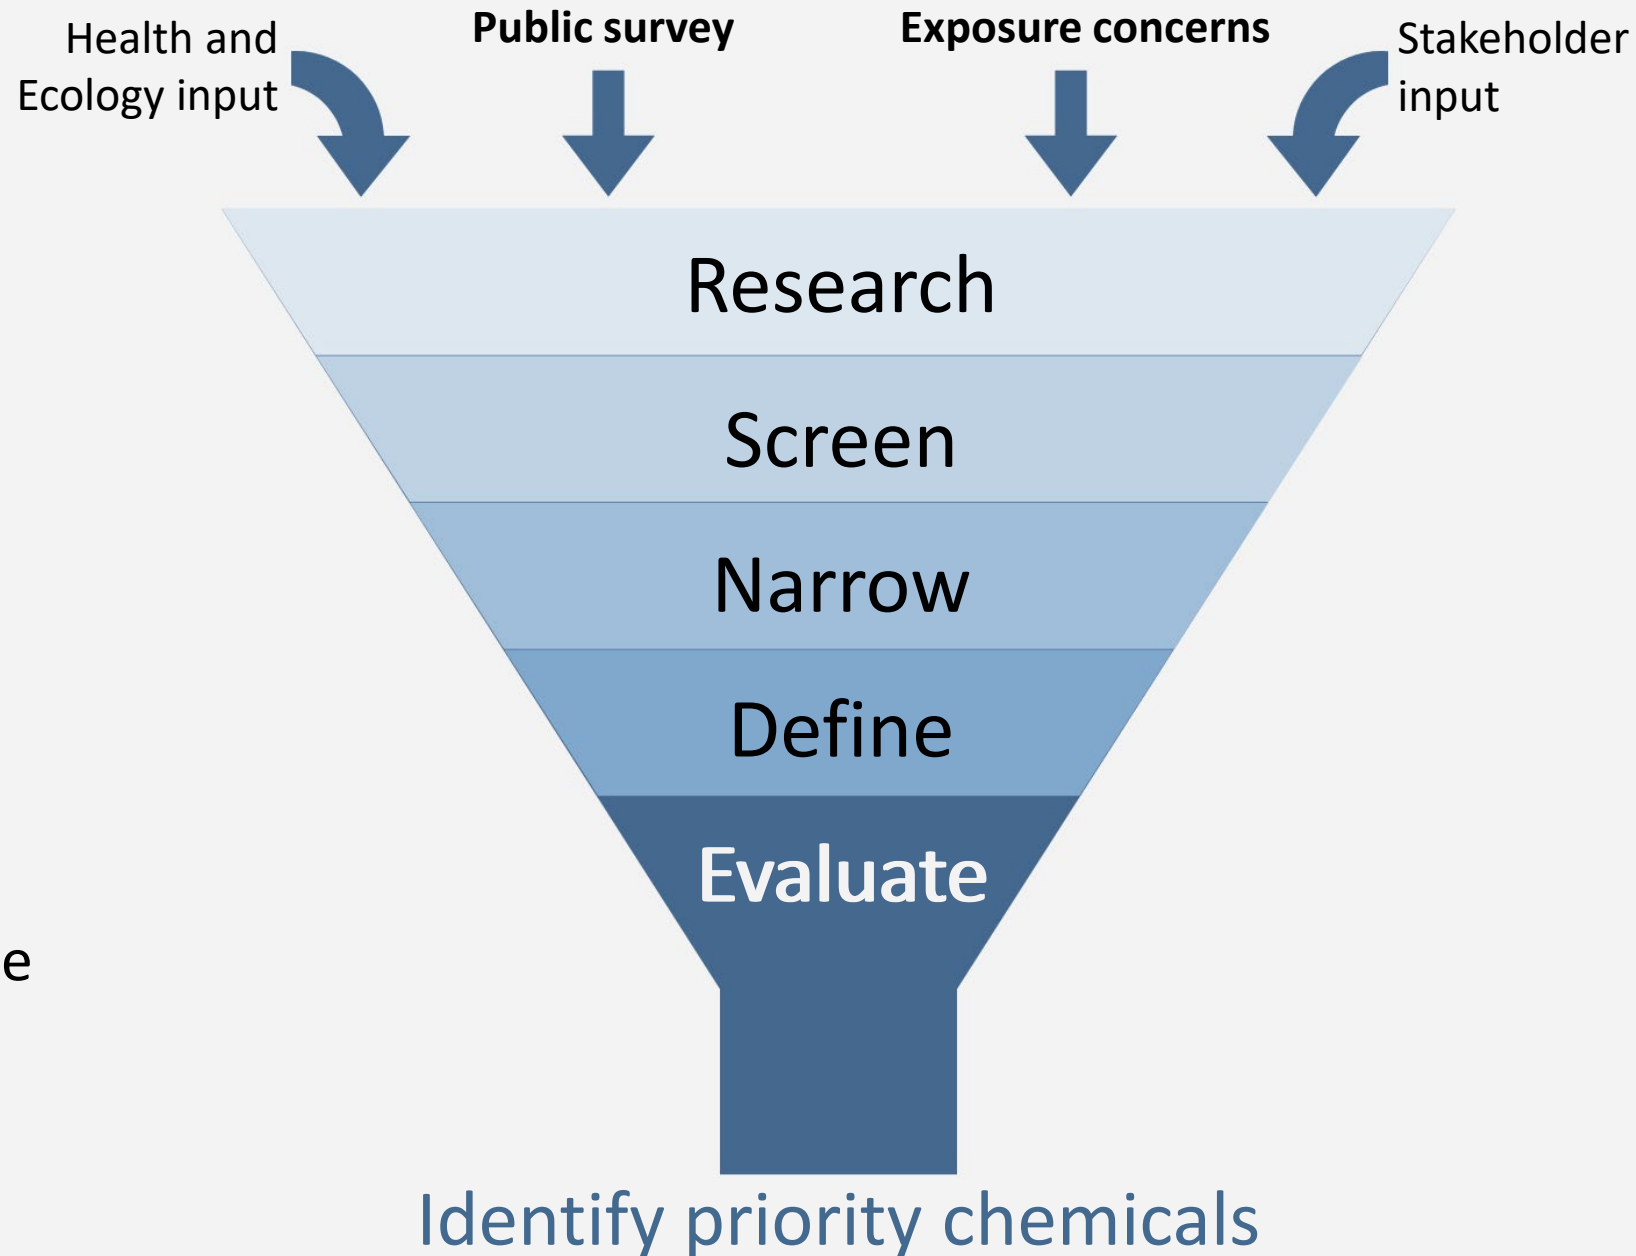 Health and
Ecology input
Public survey
Exposure concerns
Stakeholder
input
Research
Screen
Narrow
Define
Evaluate
e
Identify priority chemicals